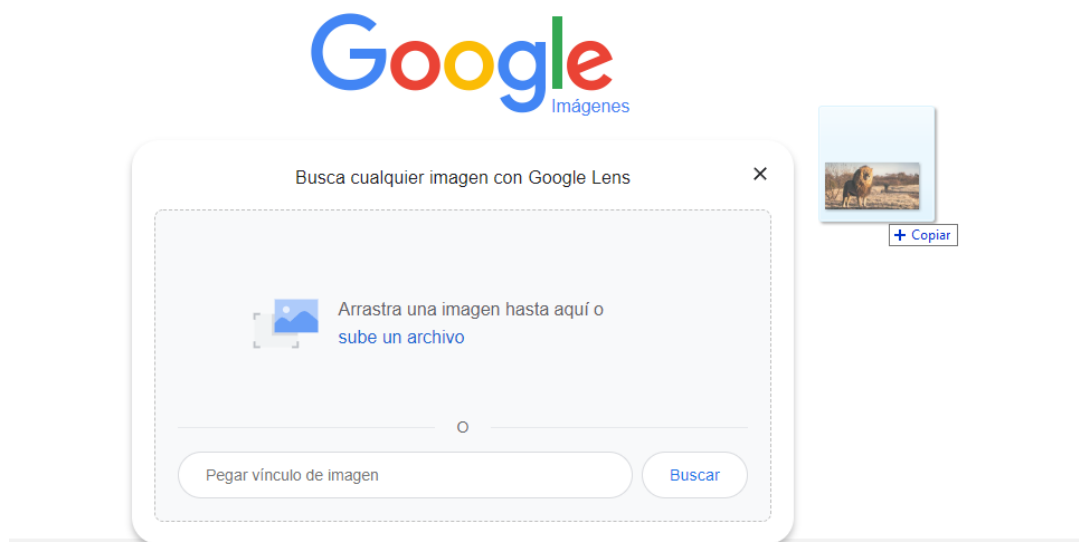 Google
Imágenes
Busca cualquier imagen con Google Lens
+ Copiar
Arrastra una imagen hasta aquí o
sube un archivo
O
Pegar vínculo de imagen
Buscar